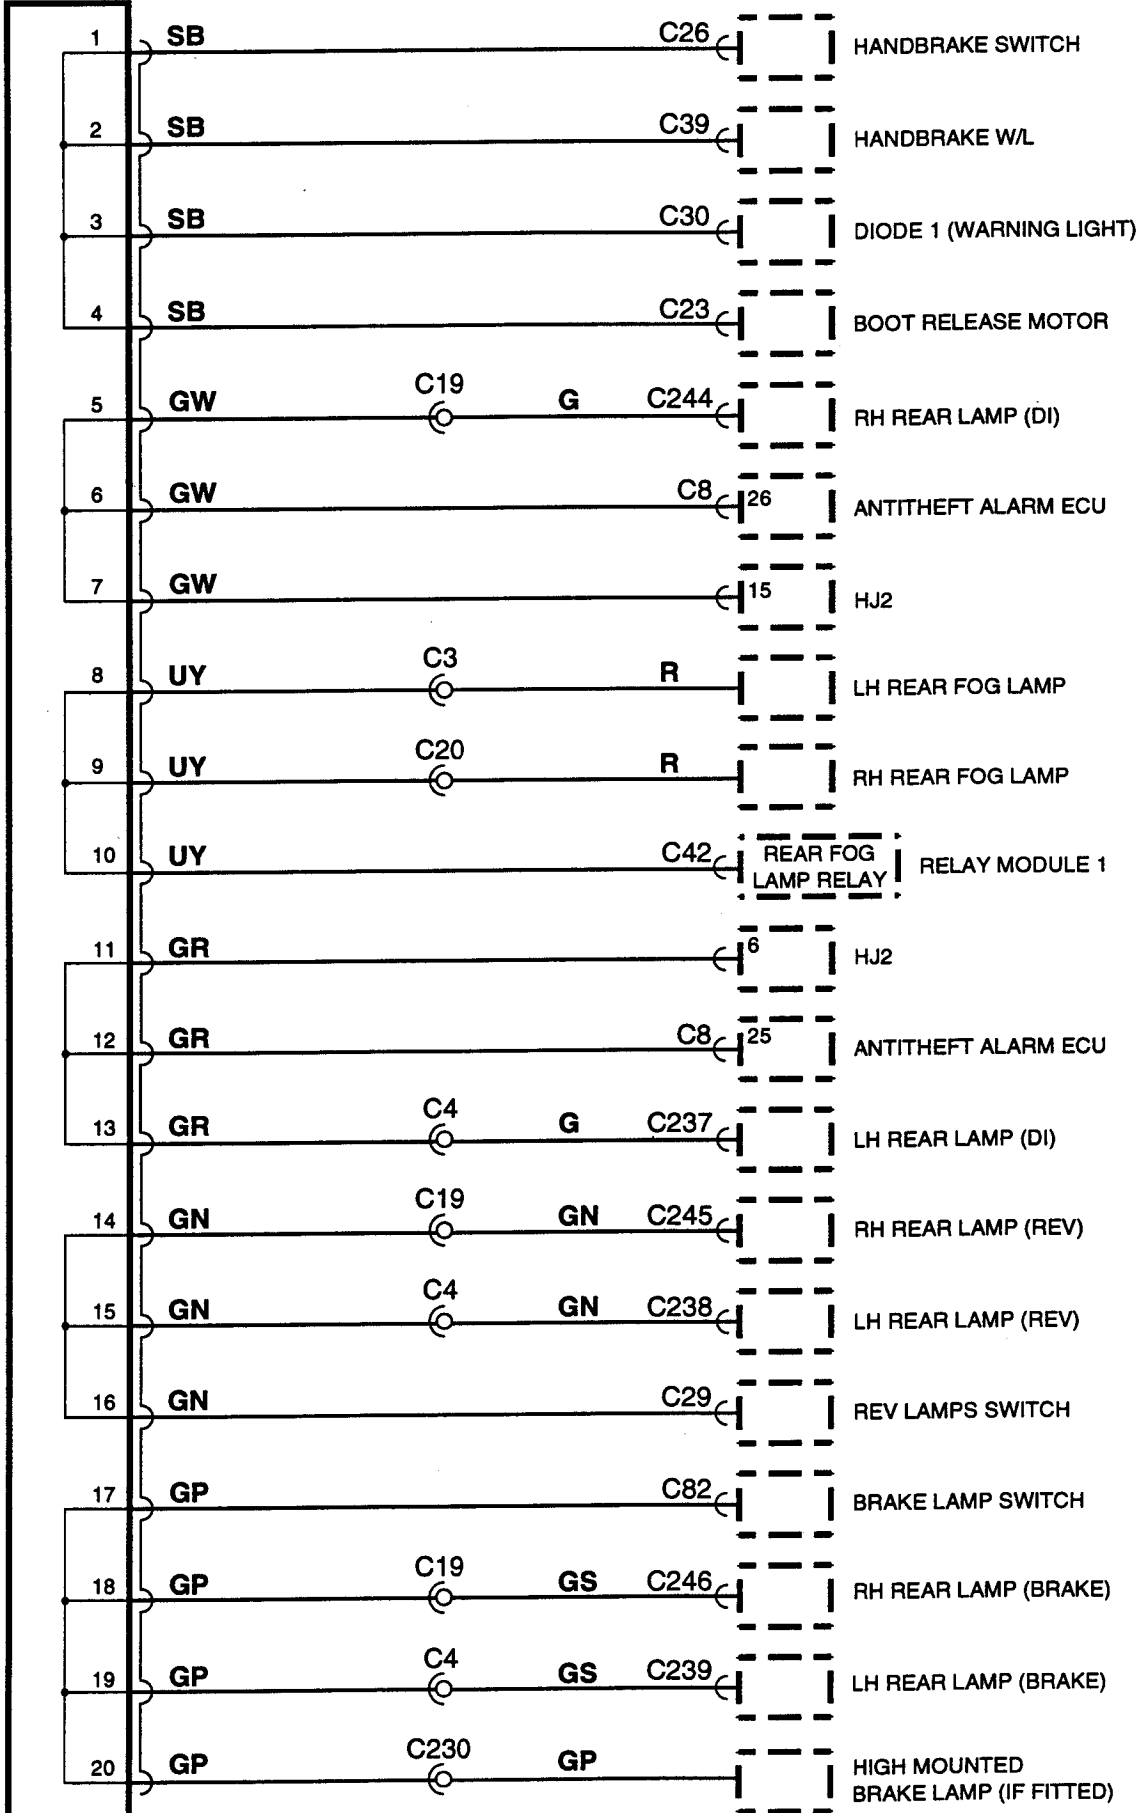 1 SB C26 HANDBRAKE SWITCH
2 SB C39 HANDBRAKE W/L
3 SB C30 DIODE 1 (WARNING LIGHT)
4 SB C23 BOOT RELEASE MOTOR
5 GW C19 G C244 RH REAR LAMP (DI)
6 GW C8 26 ANTITHEFT ALARM ECU
7 GW 15 HJ2
8 UY C3 R LH REAR FOG LAMP
9 UY C20 R RH REAR FOG LAMP
10 UY C42 REAR FOG
LAMP RELAY RELAY MODULE 1
11 GR 6 HJ2
12 GR C8 25 ANTITHEFT ALARM ECU
13 GR C4 G C237 LH REAR LAMP (DI)
14 GN C19 GN C245 RH REAR LAMP (REV)
15 GN C4 GN C238 LH REAR LAMP (REV)
16 GN C29 REV LAMPS SWITCH
17 GP C82 BRAKE LAMP SWITCH
18 GP C19 GS C246 RH REAR LAMP (BRAKE)
19 GP C4 GS C239 LH REAR LAMP (BRAKE)
20 GP C230 GP HIGH MOUNTED
BRAKE LAMP (IF FITTED)